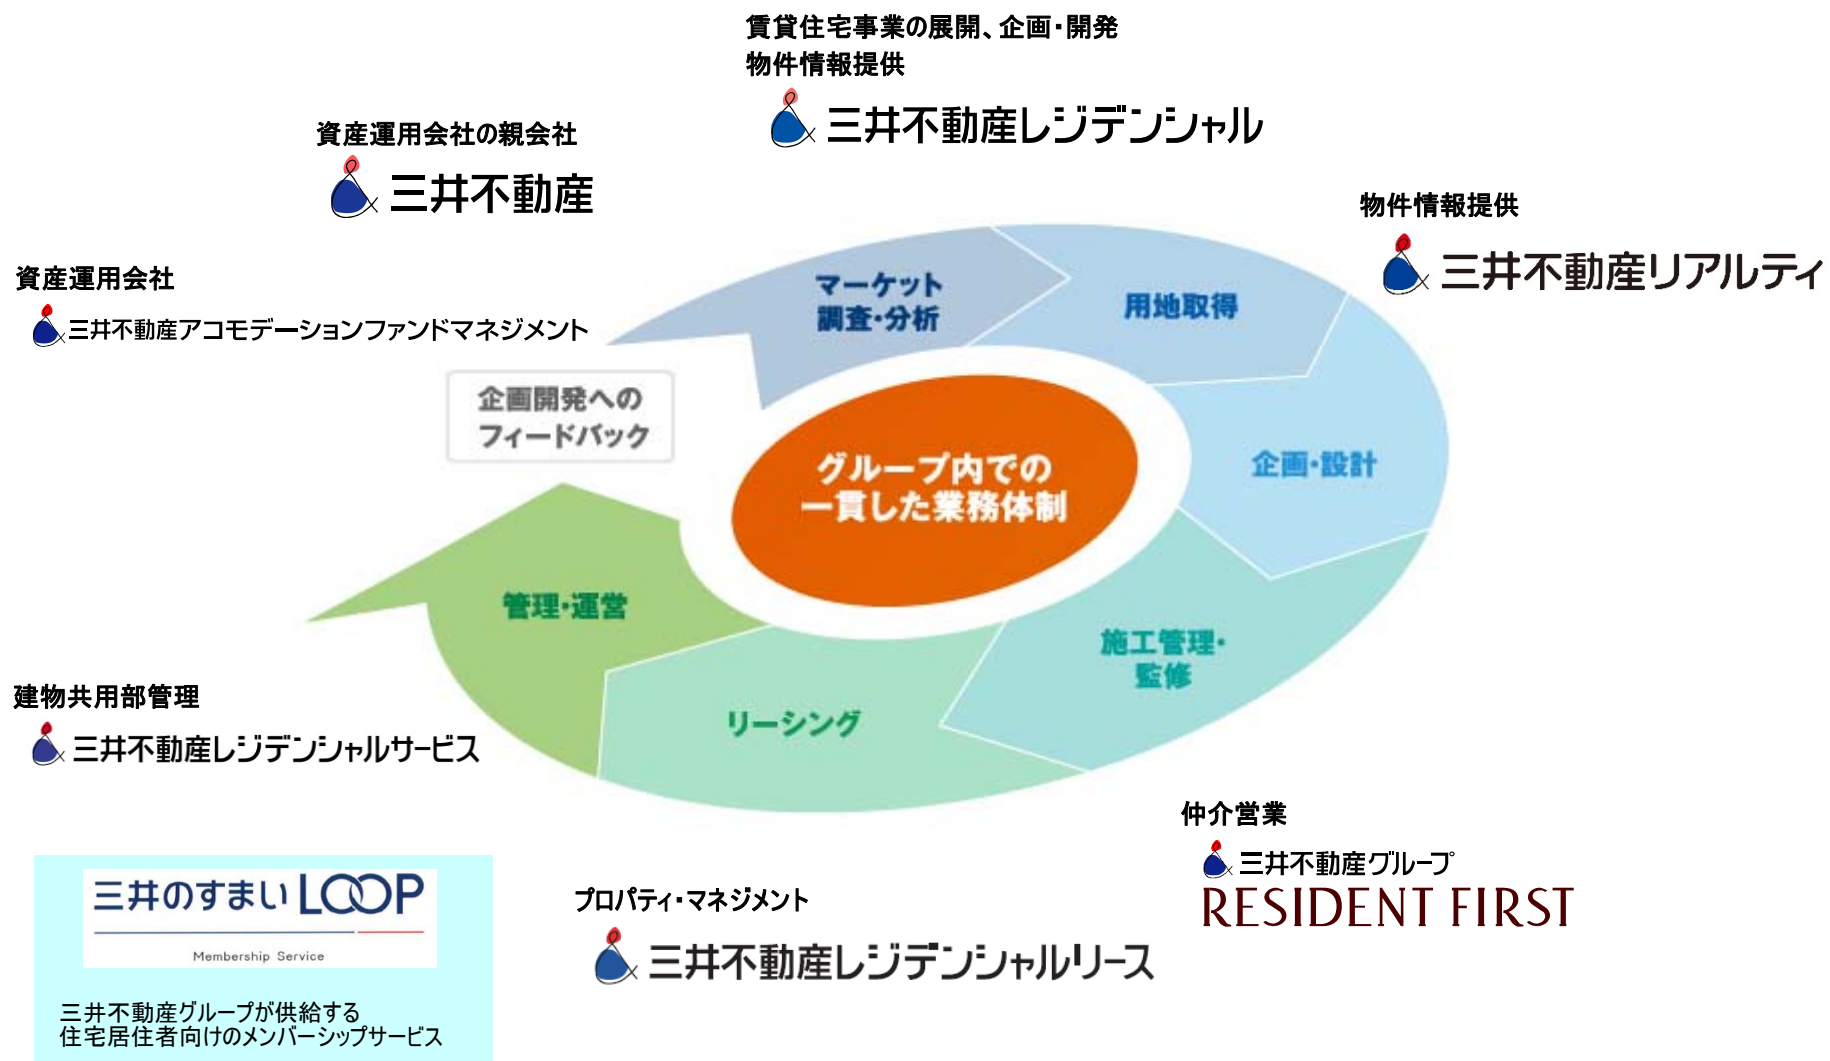 賃貸住宅事業の展開、企画・開発
物件情報提供
三井不動産レジデンシャル
資産運用会社の親会社
三井不動産
物件情報提供
三井不動産リアルティ
資産運用会社
三井不動産アコモデーションファンドマネジメント
マーケット
調査・分析
用地取得
企画開発への
フィードバック
グループ内での
一貫した業務体制
企画・設計
管理・運営
施工管理・
監修
リーシング
建物共用部管理
三井不動産レジデンシャルサービス
仲介営業
三井不動産グループ
RESIDENT FIRST
プロパティ・マネジメント
三井不動産レジデンシャルリース
三井のすまいLOOP
Membership Service
三井不動産グループが供給する
住宅居住者向けのメンバーシップサービス